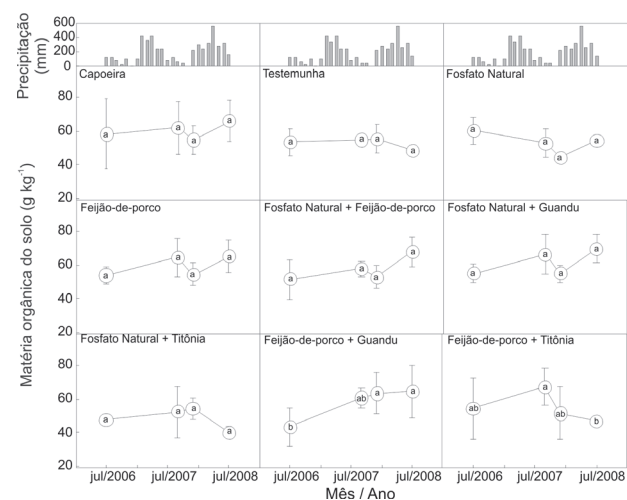 Precipitação
(mm)
600
400
200
0
Capoeira
Testemunha
Fosfato Natural
Matéria orgânica do solo (g kg⁻¹)
80
60
40
20
a
a
a
a
a
a
a
a
a
a
a
a
Feijão-de-porco
Fosfato Natural + Feijão-de-porco
Fosfato Natural + Guandu
80
60
40
20
a
a
a
a
a
a
a
a
a
a
a
a
Fosfato Natural + Titônia
Feijão-de-porco + Guandu
Feijão-de-porco + Titônia
80
60
40
20
a
a
a
a
b
ab
a
a
ab
a
ab
b
jul/2006 jul/2007 jul/2008 jul/2006 jul/2007 jul/2008 jul/2006 jul/2007 jul/2008
Mês / Ano